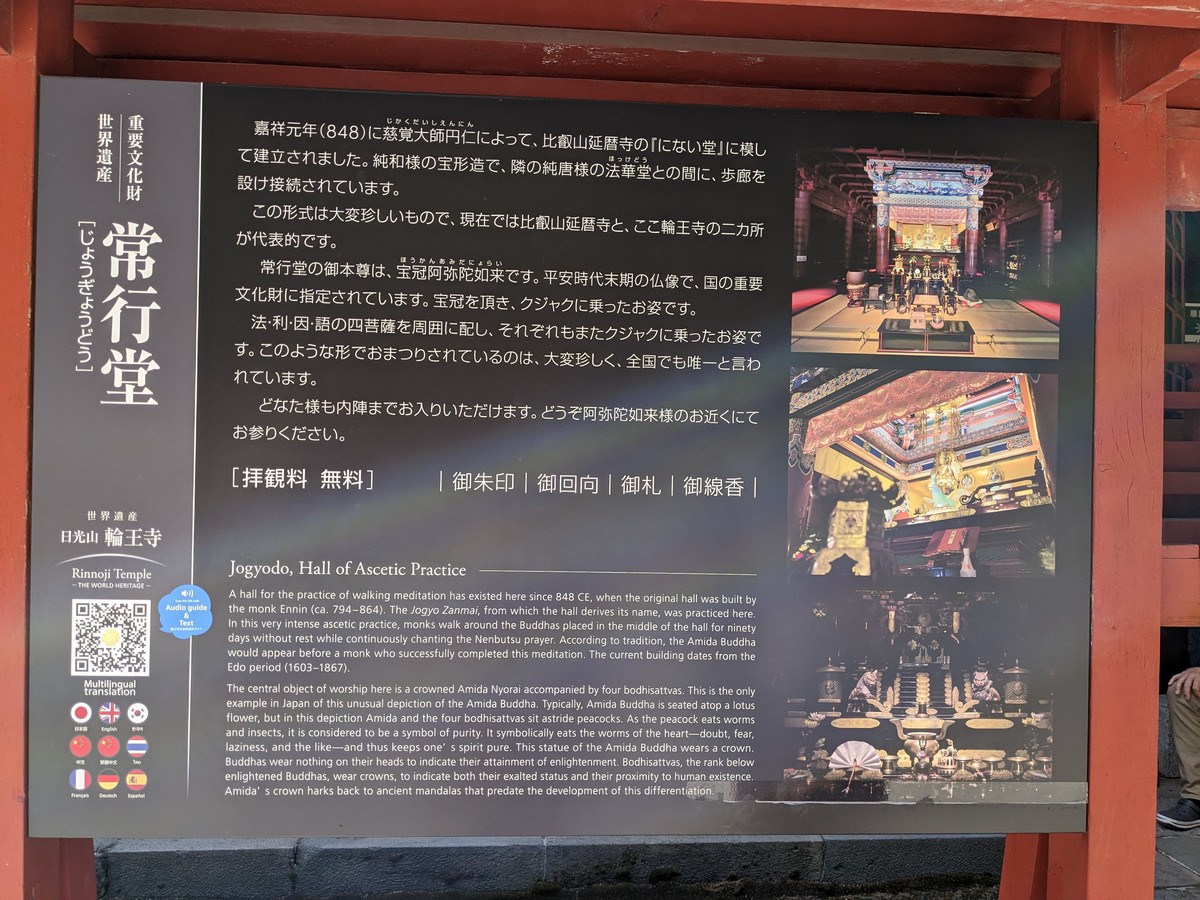 重要文化財
世界遺産
常行堂
[じょうぎょうどう]
世界遺産
日光山 輪王寺
Rinnoji Temple
– THE WORLD HERITAGE –
Audio guide
&
Text
Multilingual
translation
日本語 English 한국어
中文 繁體中文 ไทย
Français Deutsch Español
じかくだいしえんにん
嘉祥元年(848)に慈覚大師円仁によって、比叡山延暦寺の『にない堂』に模し
ほっけどう
て建立されました。純和様の宝形造で、隣の純唐様の法華堂との間に、歩廊を
設け接続されています。
この形式は大変珍しいもので、現在では比叡山延暦寺と、ここ輪王寺の二カ所
が代表的です。
ほうかんあみだにょらい
常行堂の御本尊は、宝冠阿弥陀如来です。平安時代末期の仏像で、国の重要
文化財に指定されています。宝冠を頂き、クジャクに乗ったお姿です。
法・利・因・語の四菩薩を周囲に配し、それぞれもまたクジャクに乗ったお姿で
す。このような形でおまつりされているのは、大変珍しく、全国でも唯一と言わ
れています。
どなた様も内陣までお入りいただけます。どうぞ阿弥陀如来様のお近くにて
お参りください。
[拝観料 無料] |御朱印|御回向|御札|御線香|
Jogyodo, Hall of Ascetic Practice
A hall for the practice of walking meditation has existed here since 848 CE, when the original hall was built by
the monk Ennin (ca. 794–864). The Jogyo Zanmai, from which the hall derives its name, was practiced here.
In this very intense ascetic practice, monks walk around the Buddhas placed in the middle of the hall for ninety
days without rest while continuously chanting the Nenbutsu prayer. According to tradition, the Amida Buddha
would appear before a monk who successfully completed this meditation. The current building dates from the
Edo period (1603–1867).
The central object of worship here is a crowned Amida Nyorai accompanied by four bodhisattvas. This is the only
example in Japan of this unusual depiction of the Amida Buddha. Typically, Amida Buddha is seated atop a lotus
flower, but in this depiction Amida and the four bodhisattvas sit astride peacocks. As the peacock eats worms
and insects, it is considered to be a symbol of purity. It symbolically eats the worms of the heart—doubt, fear,
laziness, and the like—and thus keeps one's spirit pure. This statue of the Amida Buddha wears a crown.
Buddhas wear nothing on their heads to indicate their attainment of enlightenment. Bodhisattvas, the rank below
enlightened Buddhas, wear crowns, to indicate both their exalted status and their proximity to human existence.
Amida's crown harks back to ancient mandalas that predate the development of this differentiation.